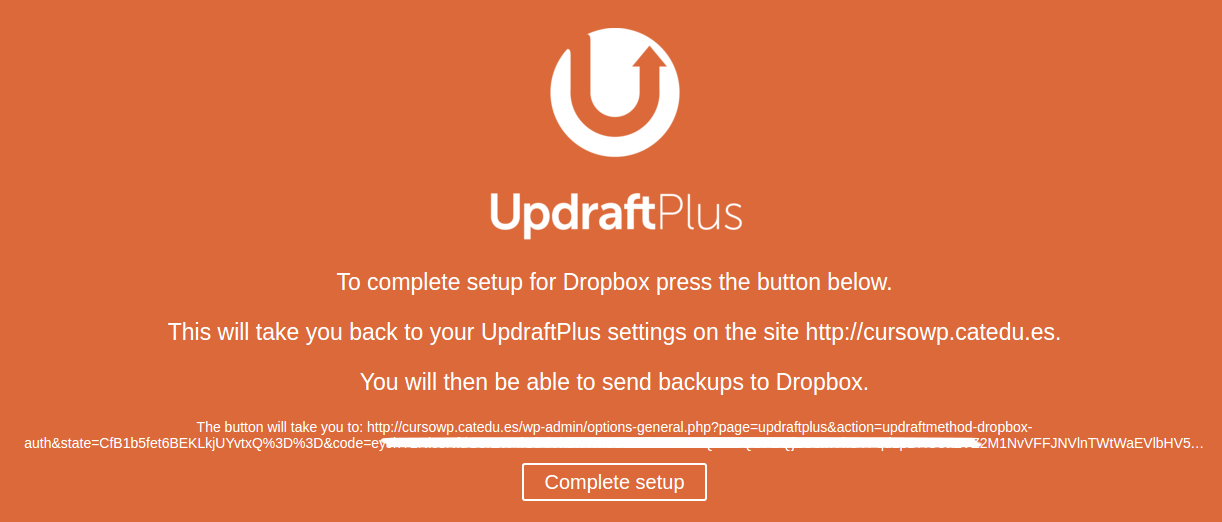 UpdraftPlus
To complete setup for Dropbox press the button below.
This will take you back to your UpdraftPlus settings on the site http://cursowp.catedu.es.
You will then be able to send backups to Dropbox.
The button will take you to: http://cursowp.catedu.es/wp-admin/options-general.php?page=updraftplus&action=updraftmethod-dropbox-
auth&state=CfB1b5fet6BEKLkjUYvtxQ%3D%3D&code=
Complete setup